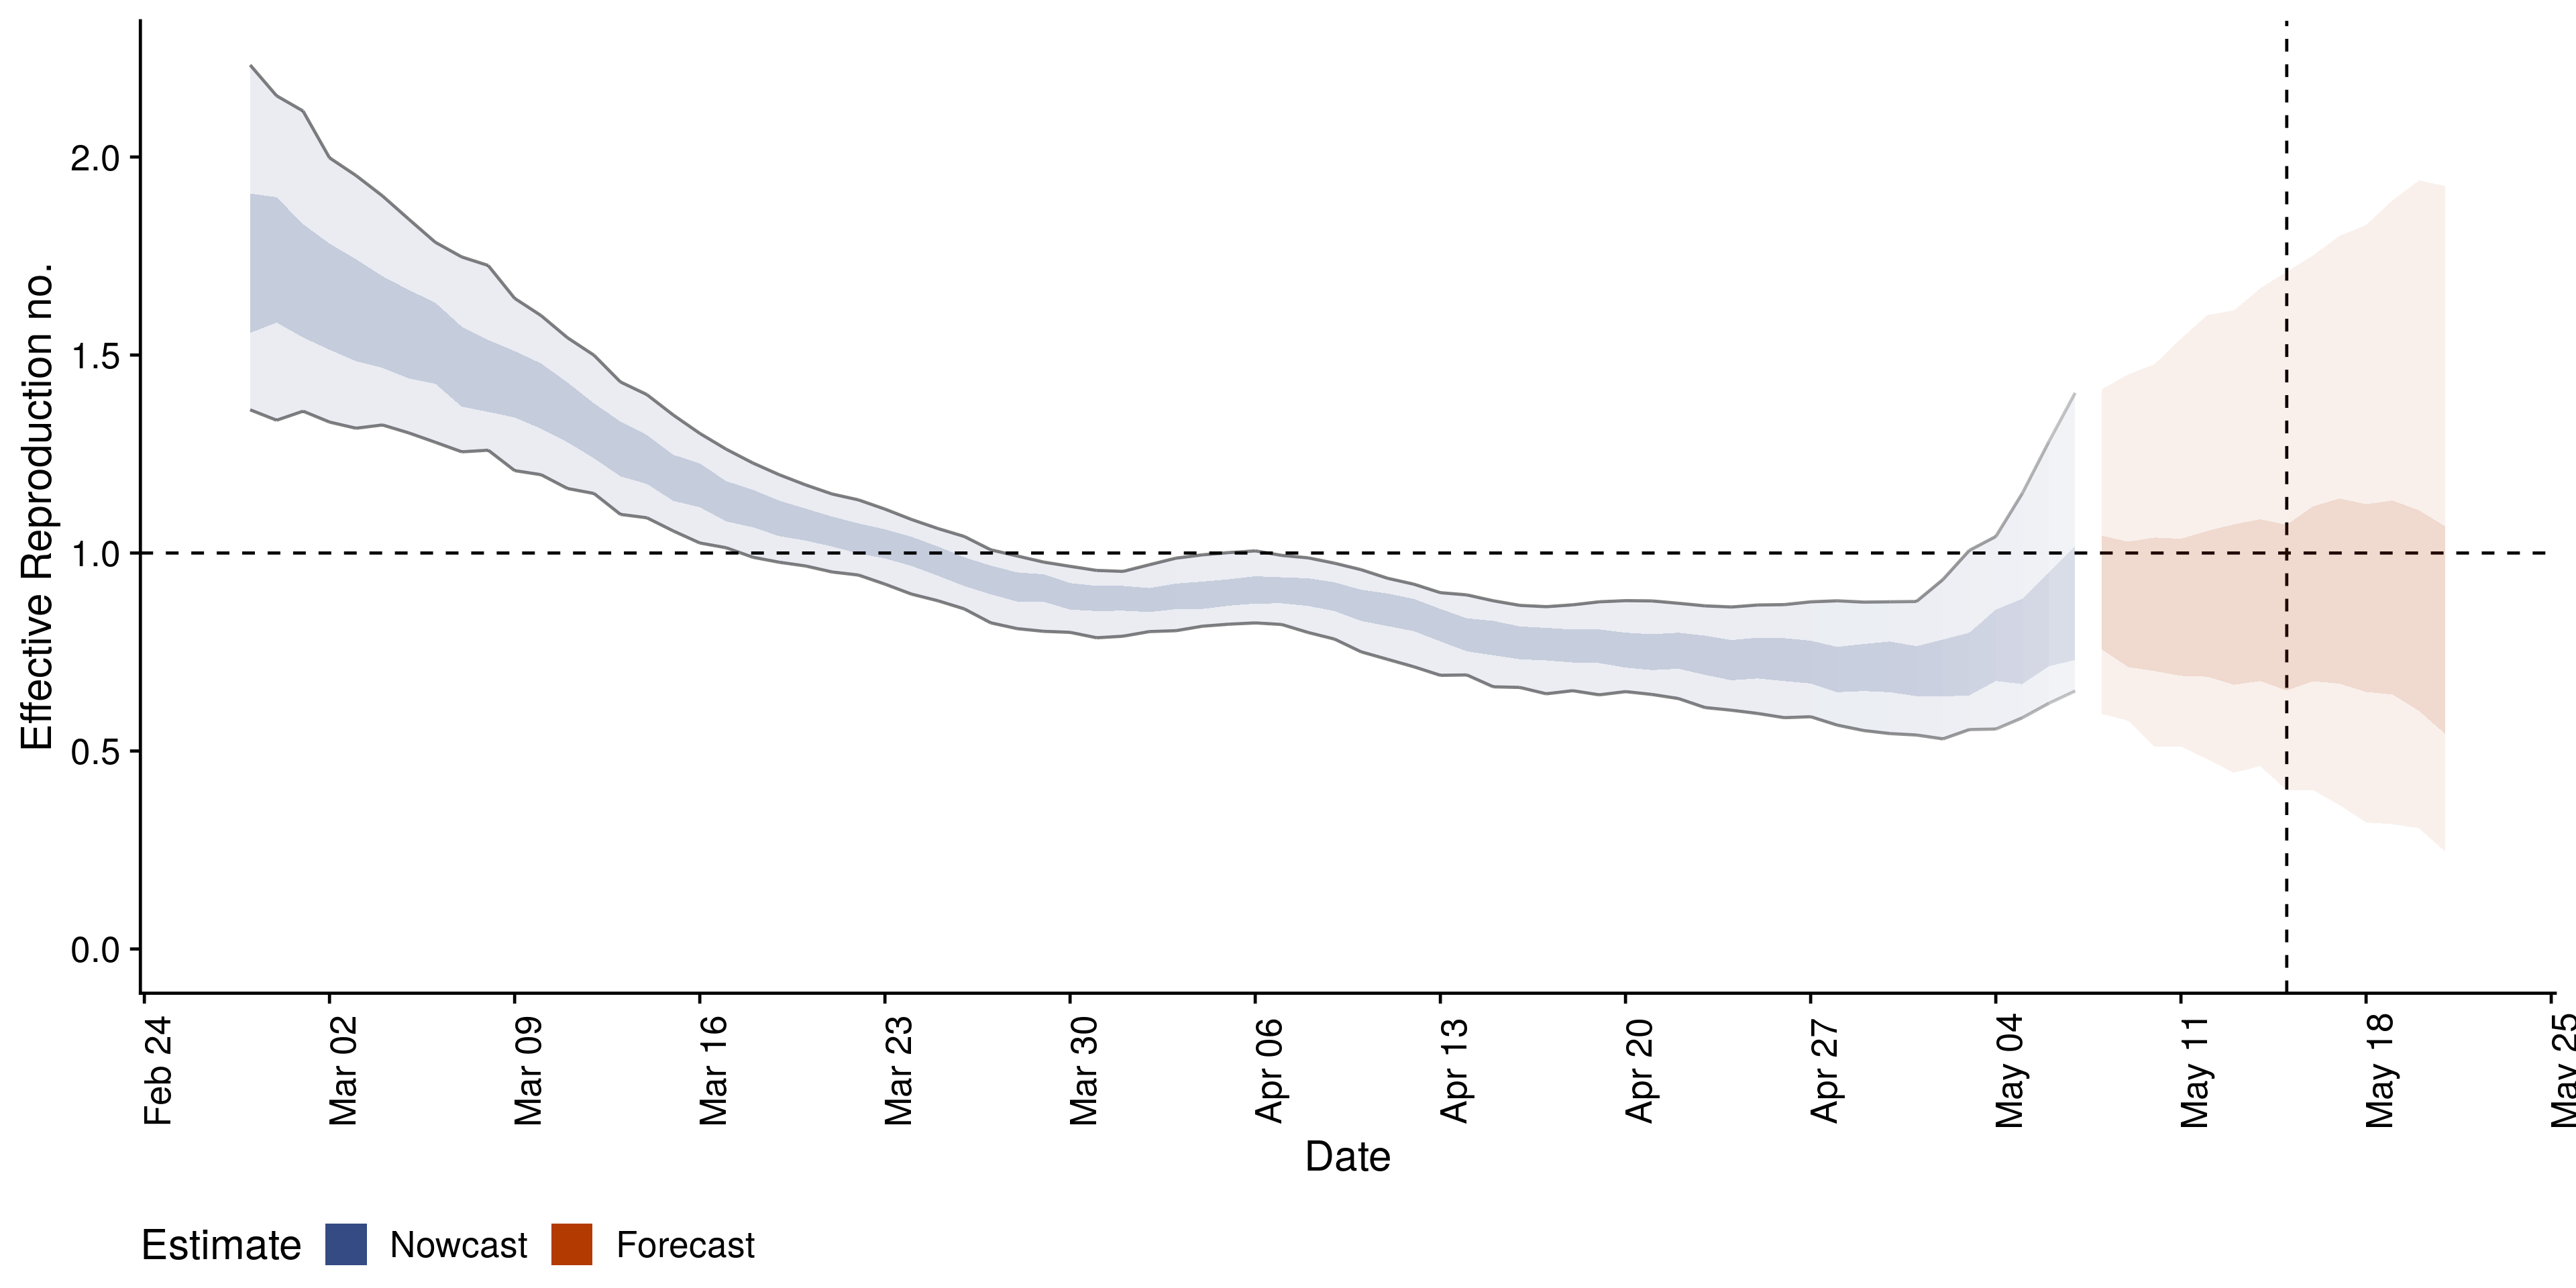 Effective Reproduction no.
2.0
1.5
1.0
0.5
0.0
Feb 24
Mar 02
Mar 09
Mar 16
Mar 23
Mar 30
Apr 06
Apr 13
Apr 20
Apr 27
May 04
May 11
May 18
May 25
Date
Estimate Nowcast Forecast